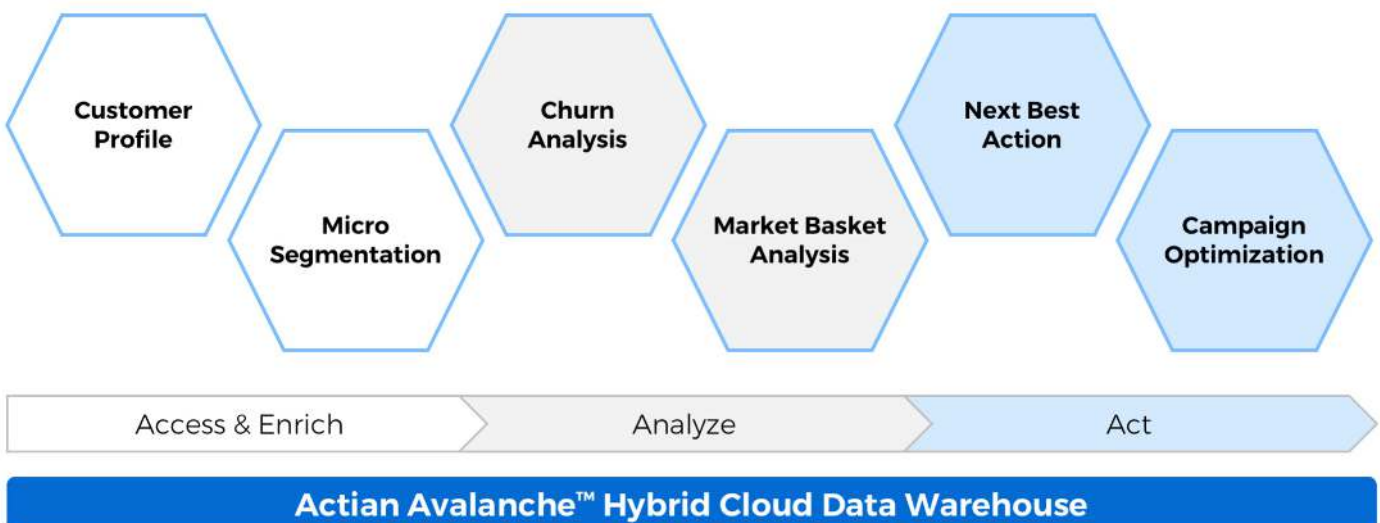 Customer
Profile
Micro
Segmentation
Churn
Analysis
Market Basket
Analysis
Next Best
Action
Campaign
Optimization
Access & Enrich
Analyze
Act
Actian Avalanche™ Hybrid Cloud Data Warehouse